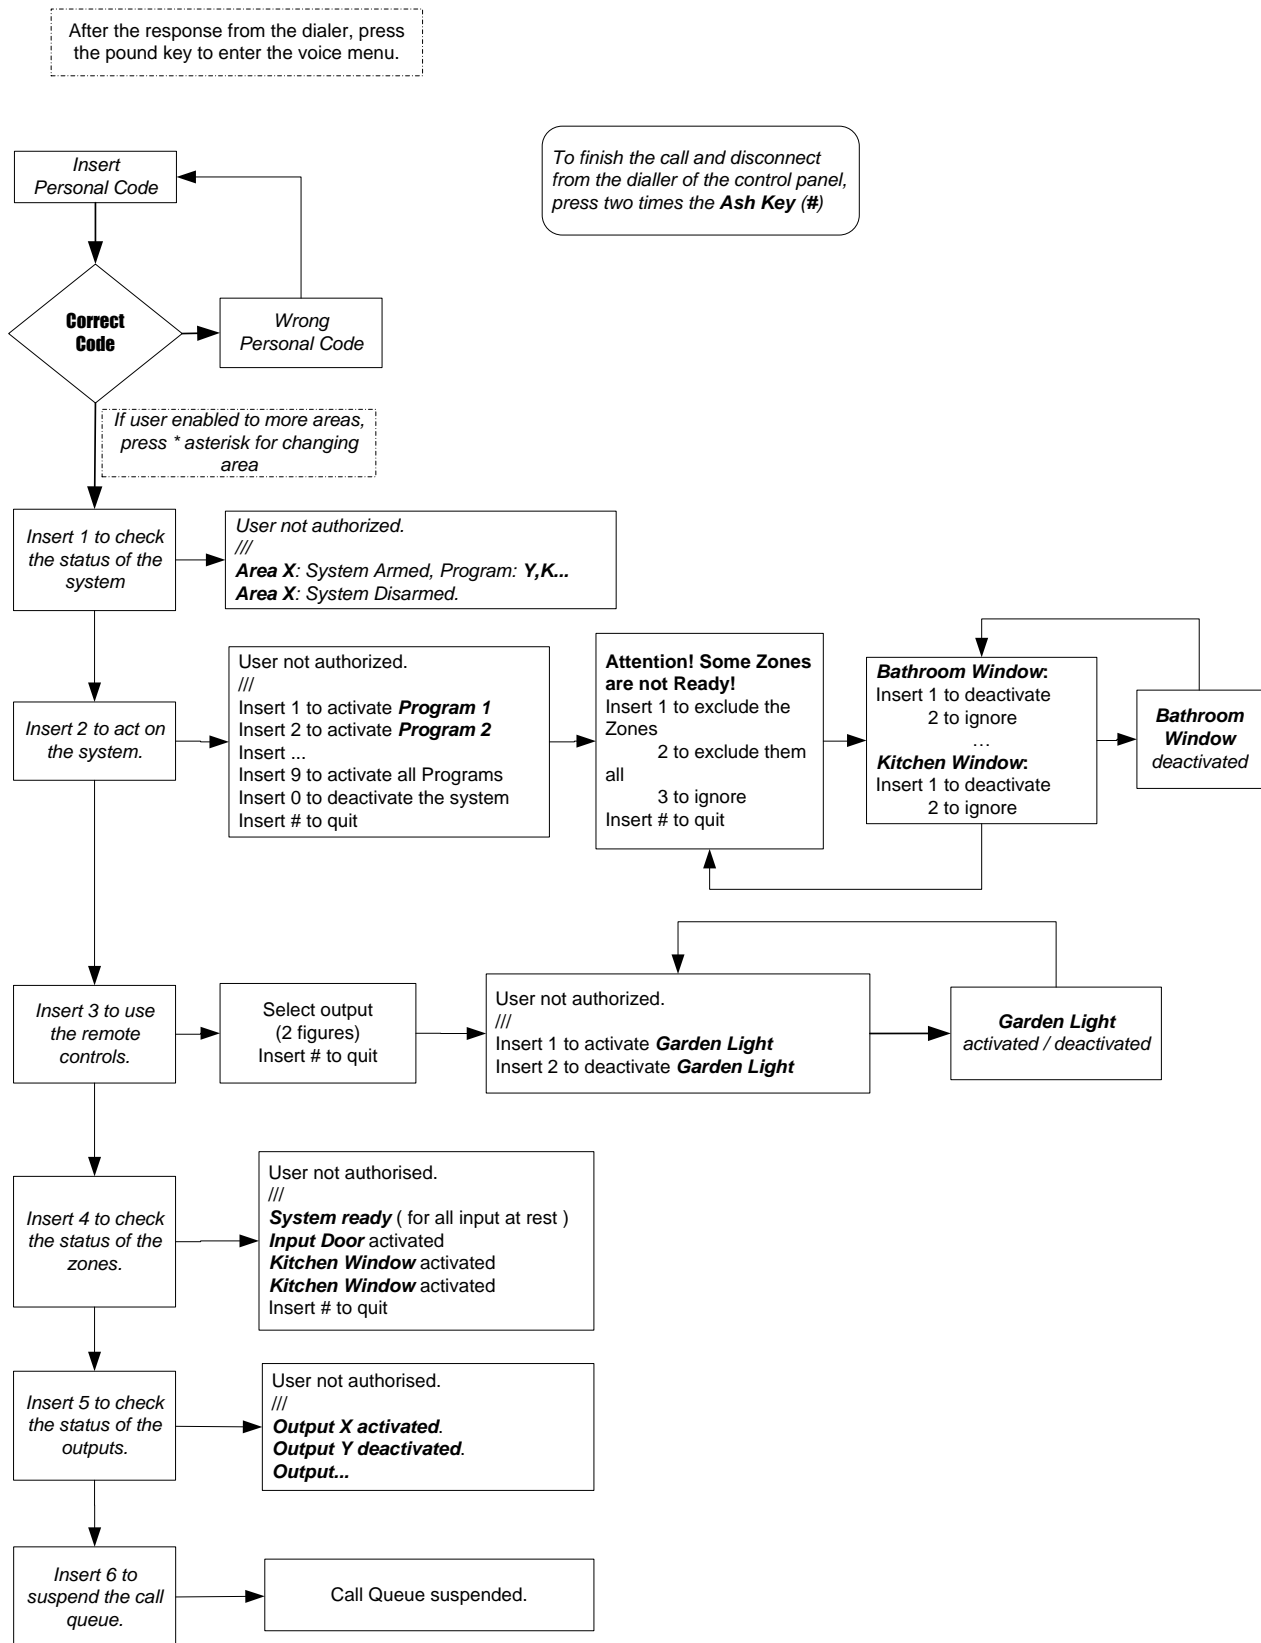 After the response from the dialer, press
the pound key to enter the voice menu.
To finish the call and disconnect
from the dialler of the control panel,
press two times the Ash Key (#)
Insert
Personal Code
Correct
Code
Wrong
Personal Code
If user enabled to more areas,
press * asterisk for changing
area
Insert 1 to check
the status of the
system
User not authorized.
///
Area X: System Armed, Program: Y,K...
Area X: System Disarmed.
Insert 2 to act on
the system.
User not authorized.
///
Insert 1 to activate Program 1
Insert 2 to activate Program 2
Insert ...
Insert 9 to activate all Programs
Insert 0 to deactivate the system
Insert # to quit
Attention! Some Zones
are not Ready!
Insert 1 to exclude the
Zones
2 to exclude them
all
3 to ignore
Insert # to quit
Bathroom Window:
Insert 1 to deactivate
2 to ignore
...
Kitchen Window:
Insert 1 to deactivate
2 to ignore
Bathroom
Window
deactivated
Insert 3 to use
the remote
controls.
Select output
(2 figures)
Insert # to quit
User not authorized.
///
Insert 1 to activate Garden Light
Insert 2 to deactivate Garden Light
Garden Light
activated / deactivated
Insert 4 to check
the status of the
zones.
User not authorised.
///
System ready ( for all input at rest )
Input Door activated
Kitchen Window activated
Kitchen Window activated
Insert # to quit
Insert 5 to check
the status of the
outputs.
User not authorised.
///
Output X activated.
Output Y deactivated.
Output...
Insert 6 to
suspend the call
queue.
Call Queue suspended.